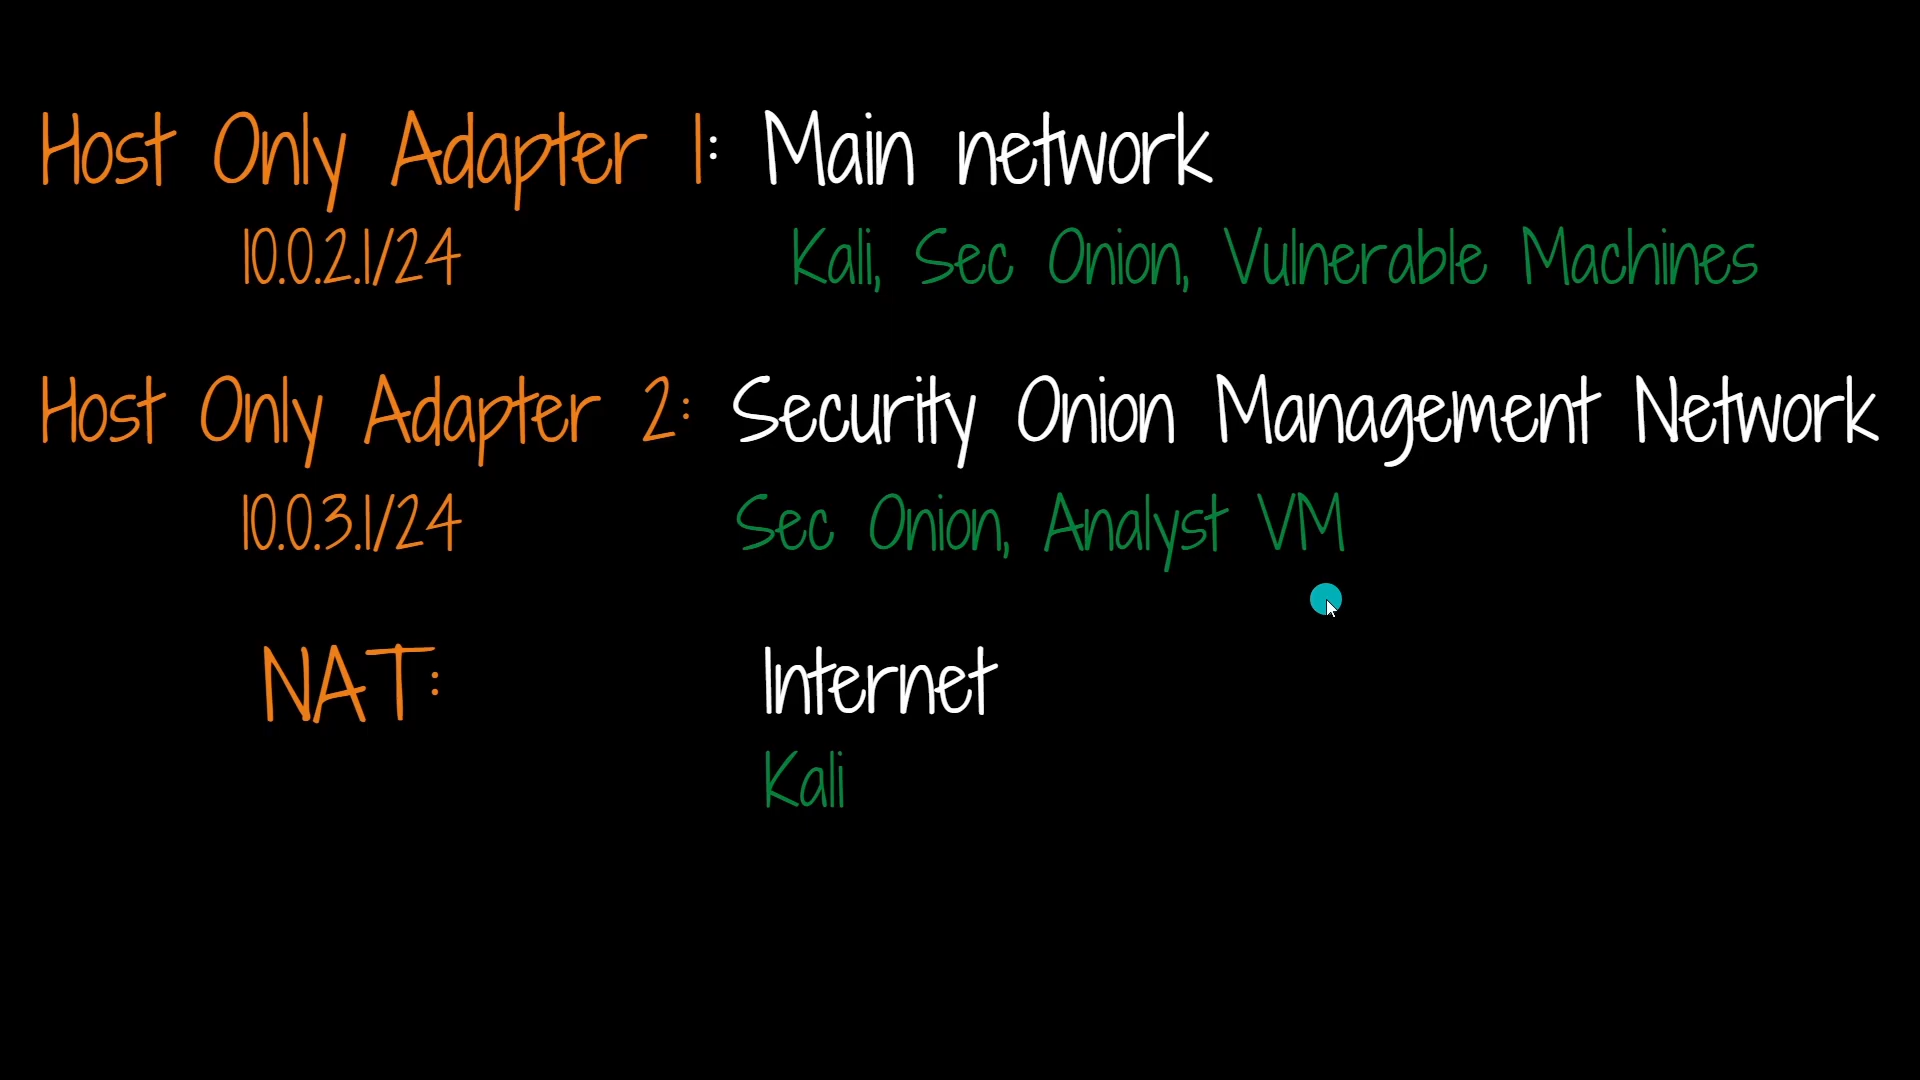 Host Only Adapter 1: Main network
10.0.2.1/24 Kali, Sec Onion, Vulnerable Machines
Host Only Adapter 2: Security Onion Management Network
10.0.3.1/24 Sec Onion, Analyst VM
NAT: Internet
Kali